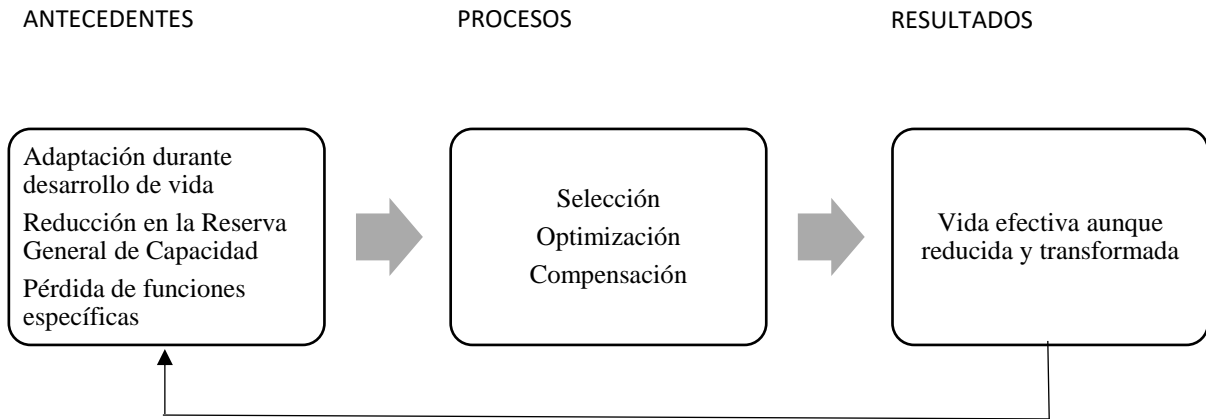 ANTECEDENTES
PROCESOS
RESULTADOS
Adaptación durante
desarrollo de vida
Reducción en la Reserva
General de Capacidad
Pérdida de funciones
específicas
Selección
Optimización
Compensación
Vida efectiva aunque
reducida y transformada